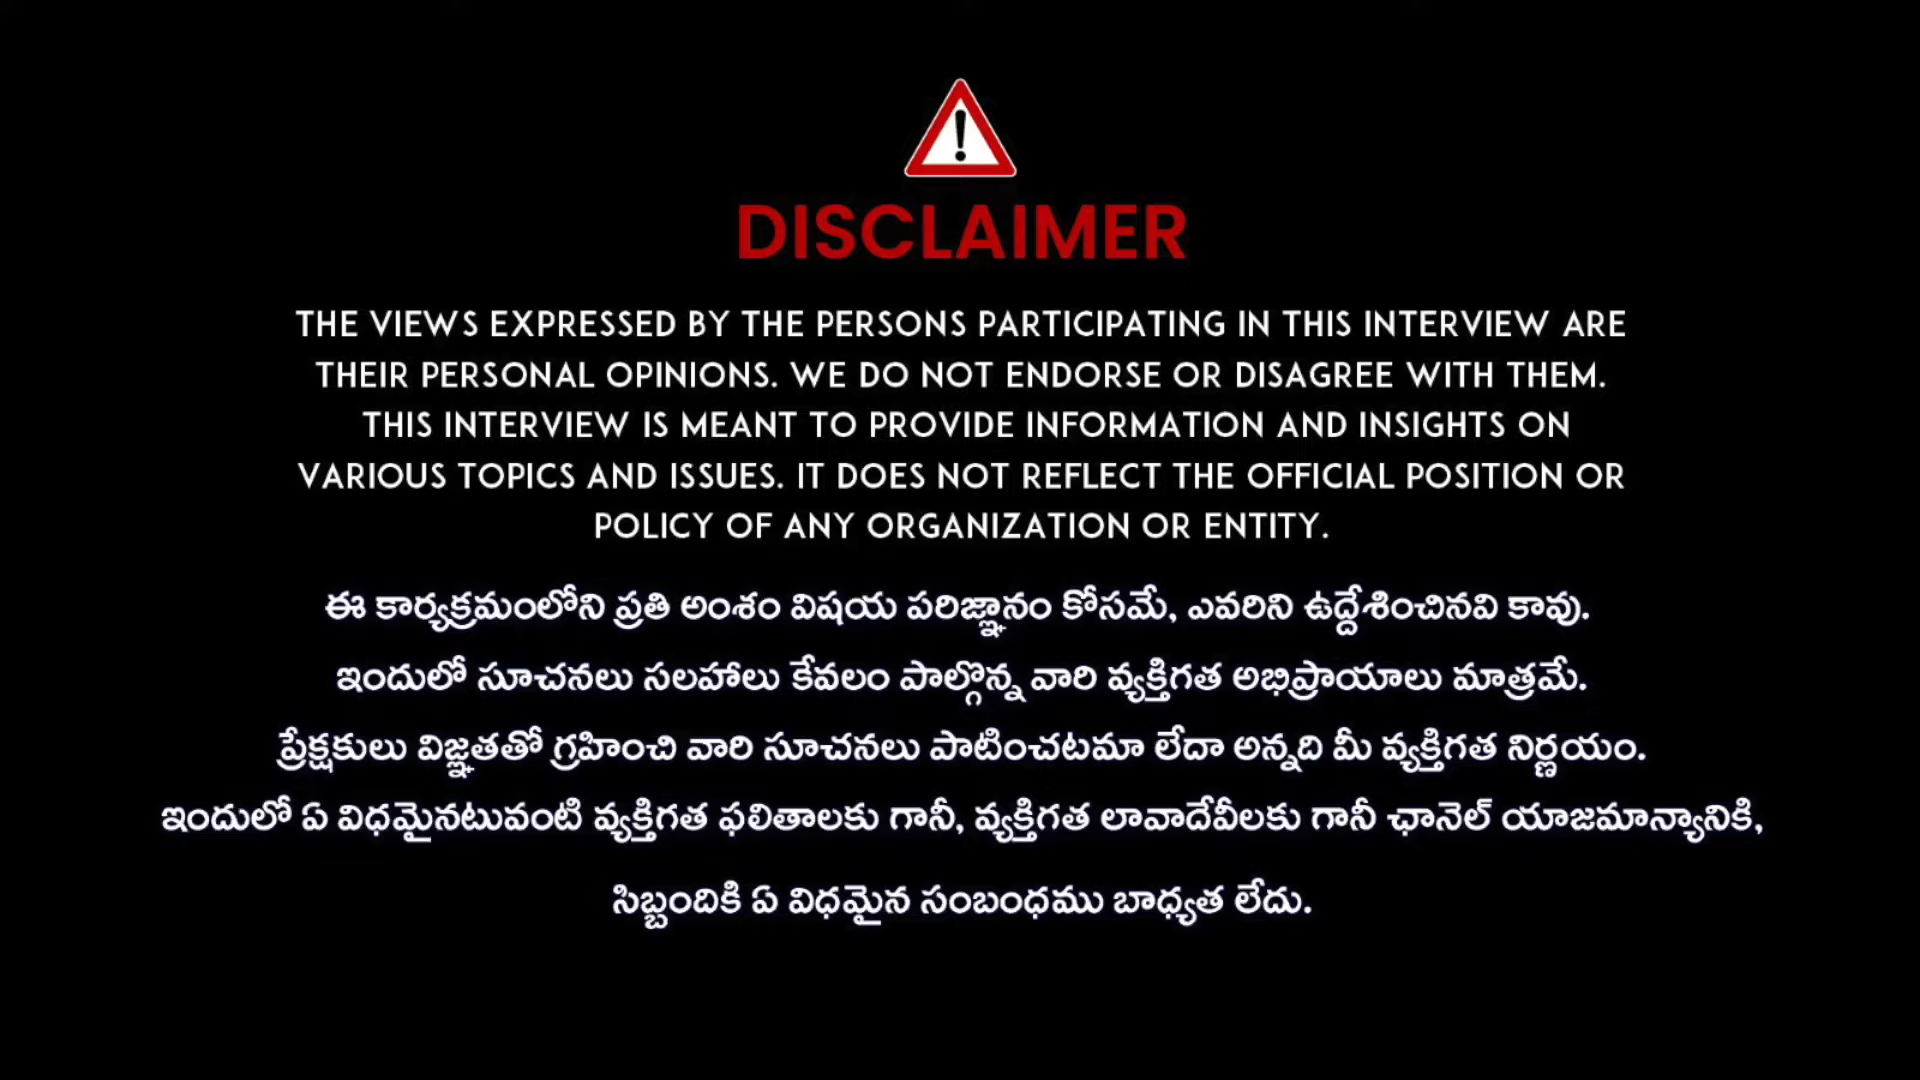 DISCLAIMER
THE VIEWS EXPRESSED BY THE PERSONS PARTICIPATING IN THIS INTERVIEW ARE
THEIR PERSONAL OPINIONS. WE DO NOT ENDORSE OR DISAGREE WITH THEM.
THIS INTERVIEW IS MEANT TO PROVIDE INFORMATION AND INSIGHTS ON
VARIOUS TOPICS AND ISSUES. IT DOES NOT REFLECT THE OFFICIAL POSITION OR
POLICY OF ANY ORGANIZATION OR ENTITY.
ఈ కార్యక్రమంలోని ప్రతి అంశం విషయ పరిజ్ఞానం కోసమే, ఎవరిని ఉద్దేశించినవి కావు.
ఇందులో సూచనలు సలహాలు కేవలం పాల్గొన్న వారి వ్యక్తిగత అభిప్రాయాలు మాత్రమే.
ప్రేక్షకులు విజ్ఞతతో గ్రహించి వారి సూచనలు పాటించటమా లేదా అన్నది మీ వ్యక్తిగత నిర్ణయం.
ఇందులో ఏ విధమైనటువంటి వ్యక్తిగత ఫలితాలకు గానీ, వ్యక్తిగత లావాదేవీలకు గానీ ఛానెల్ యాజమాన్యానికి,
సిబ్బందికి ఏ విధమైన సంబంధము బాధ్యత లేదు.